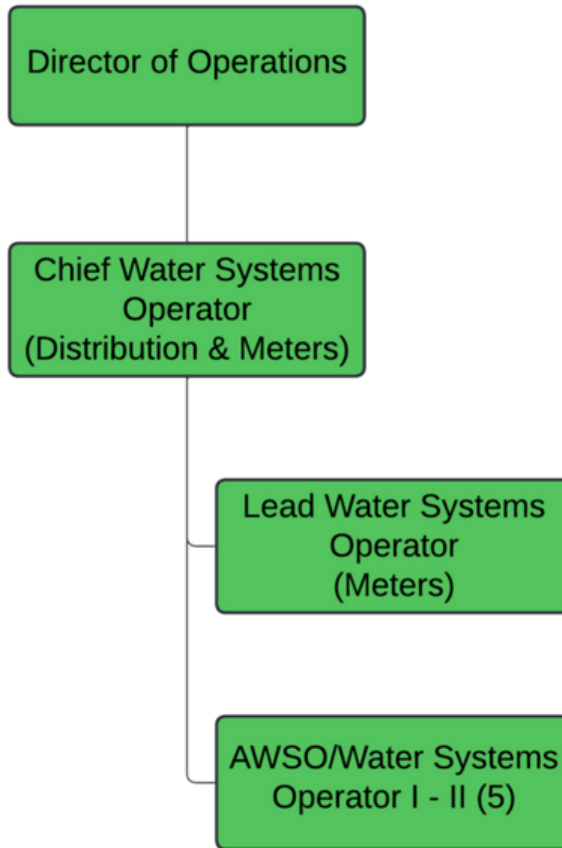 Director of Operations
Chief Water Systems
Operator
(Distribution & Meters)
Lead Water Systems
Operator
(Meters)
AWSO/Water Systems
Operator I - II (5)